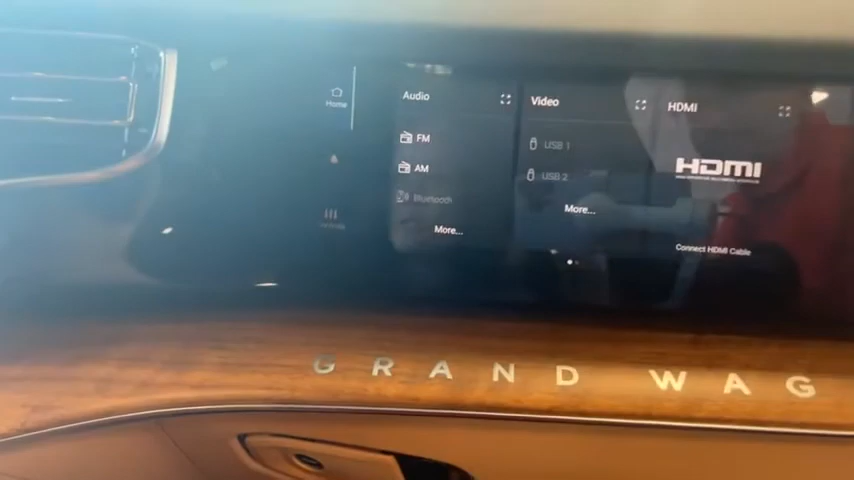 Home
Audio
FM
AM
Bluetooth
More...
Video
USB 1
USB 2
More...
HDMI
HDMI
Connect HDMI Cable
GRAND WAG